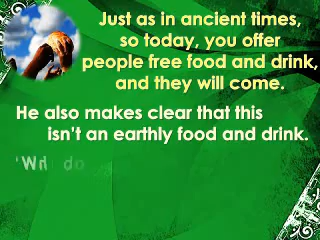 Just as in ancient times,
so today, you offer
people free food and drink,
and they will come.
He also makes clear that this
isn't an earthly food and drink.
do